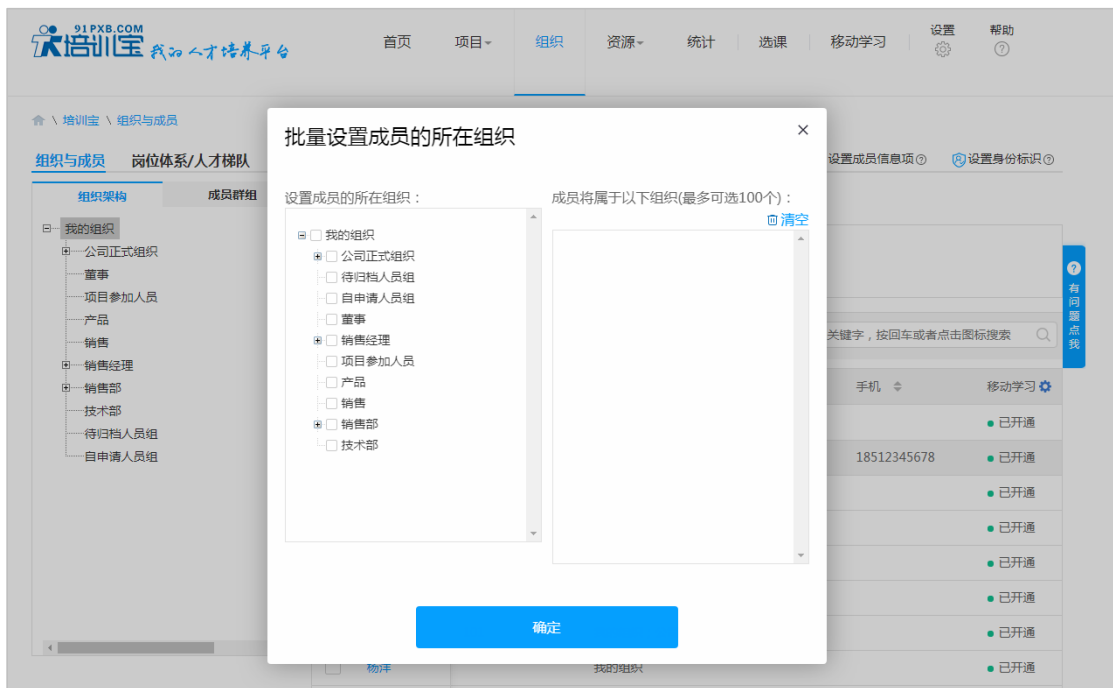 91PXB.COM
培训宝 我的人才培养平台
首页 项目 组织 资源 统计 选课 移动学习 设置 帮助
\ 培训宝 \ 组织与成员
组织与成员 岗位体系/人才梯队
设置成员信息项 设置身份标识
组织架构 成员群组
我的组织
公司正式组织
董事
项目参加人员
产品
销售
销售经理
销售部
技术部
待归档人员组
自申请人员组
批量设置成员的所在组织
×
设置成员的所在组织：
我的组织
公司正式组织
待归档人员组
自申请人员组
董事
销售经理
项目参加人员
产品
销售
销售部
技术部
成员将属于以下组织(最多可选100个)：
清空
确定
关键字，按回车或者点击图标搜索
手机 移动学习
已开通
18512345678 已开通
已开通
已开通
已开通
已开通
已开通
杨洋 我的组织 已开通
有问题点我